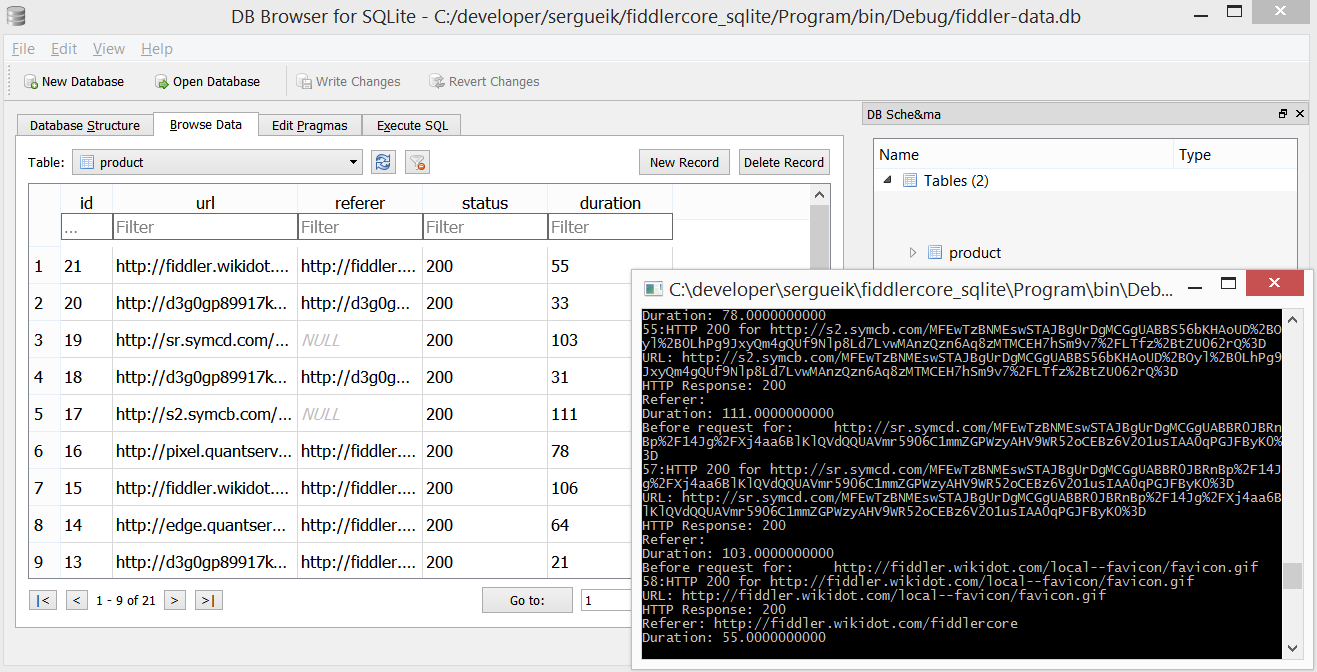 DB Browser for SQLite - C:/developer/sergueik/fiddlercore_sqlite/Program/bin/Debug/fiddler-data.db
File Edit View Help
New Database Open Database Write Changes Revert Changes
Database Structure Browse Data Edit Pragmas Execute SQL
Table: product New Record Delete Record
id url referer status duration
... Filter Filter Filter Filter
1 21 http://fiddler.wikidot.... http://fiddler.... 200 55
2 20 http://d3g0gp89917k... http://d3g0g... 200 33
3 19 http://sr.symcd.com/... NULL 200 103
4 18 http://d3g0gp89917k... http://d3g0g... 200 31
5 17 http://s2.symcb.com/... NULL 200 111
6 16 http://pixel.quantserv... http://fiddler.... 200 78
7 15 http://fiddler.wikidot.... http://fiddler.... 200 106
8 14 http://edge.quantser... http://fiddler.... 200 64
9 13 http://d3g0gp89917k... http://fiddler.... 200 21
|< < 1 - 9 of 21 > >| Go to: 1
DB Sche&ma
Name Type
Tables (2)
product
C:\developer\sergueik\fiddlercore_sqlite\Program\bin\Deb...
Duration: 78.0000000000
55:HTTP 200 for http://s2.symcb.com/MFEwTzBNMEswSTAJBgUrDgMCGgUABBS56bKHAoUD%2BO
yl%2BOLhPg9JxyQm4gQUf9Nlp8Ld7LvwMAnzQzn6Aq8zMTMCEH7hSm9v7%2FLTfz%2BtZU062rQ%3D
URL: http://s2.symcb.com/MFEwTzBNMEswSTAJBgUrDgMCGgUABBS56bKHAoUD%2BOyl%2BOLhPg9
JxyQm4gQUf9Nlp8Ld7LvwMAnzQzn6Aq8zMTMCEH7hSm9v7%2FLTfz%2BtZU062rQ%3D
HTTP Response: 200
Referer:
Duration: 111.0000000000
Before request for: http://sr.symcd.com/MFEwTzBNMEswSTAJBgUrDgMCGgUABBR0JBRn
Bp%2F14Jg%2FXj4aa6BlKlQVdQQUAVmr5906C1mmZGPWzyAHV9WR52oCEBz6V2O1usIAA0qPGJFByK0%
3D
57:HTTP 200 for http://sr.symcd.com/MFEwTzBNMEswSTAJBgUrDgMCGgUABBR0JBRnBp%2F14J
g%2FXj4aa6BlKlQVdQQUAVmr5906C1mmZGPWzyAHV9WR52oCEBz6V2O1usIAA0qPGJFByK0%3D
URL: http://sr.symcd.com/MFEwTzBNMEswSTAJBgUrDgMCGgUABBR0JBRnBp%2F14Jg%2FXj4aa6B
lKlQVdQQUAVmr5906C1mmZGPWzyAHV9WR52oCEBz6V2O1usIAA0qPGJFByK0%3D
HTTP Response: 200
Referer:
Duration: 103.0000000000
Before request for: http://fiddler.wikidot.com/local--favicon/favicon.gif
58:HTTP 200 for http://fiddler.wikidot.com/local--favicon/favicon.gif
URL: http://fiddler.wikidot.com/local--favicon/favicon.gif
HTTP Response: 200
Referer: http://fiddler.wikidot.com/fiddlercore
Duration: 55.0000000000